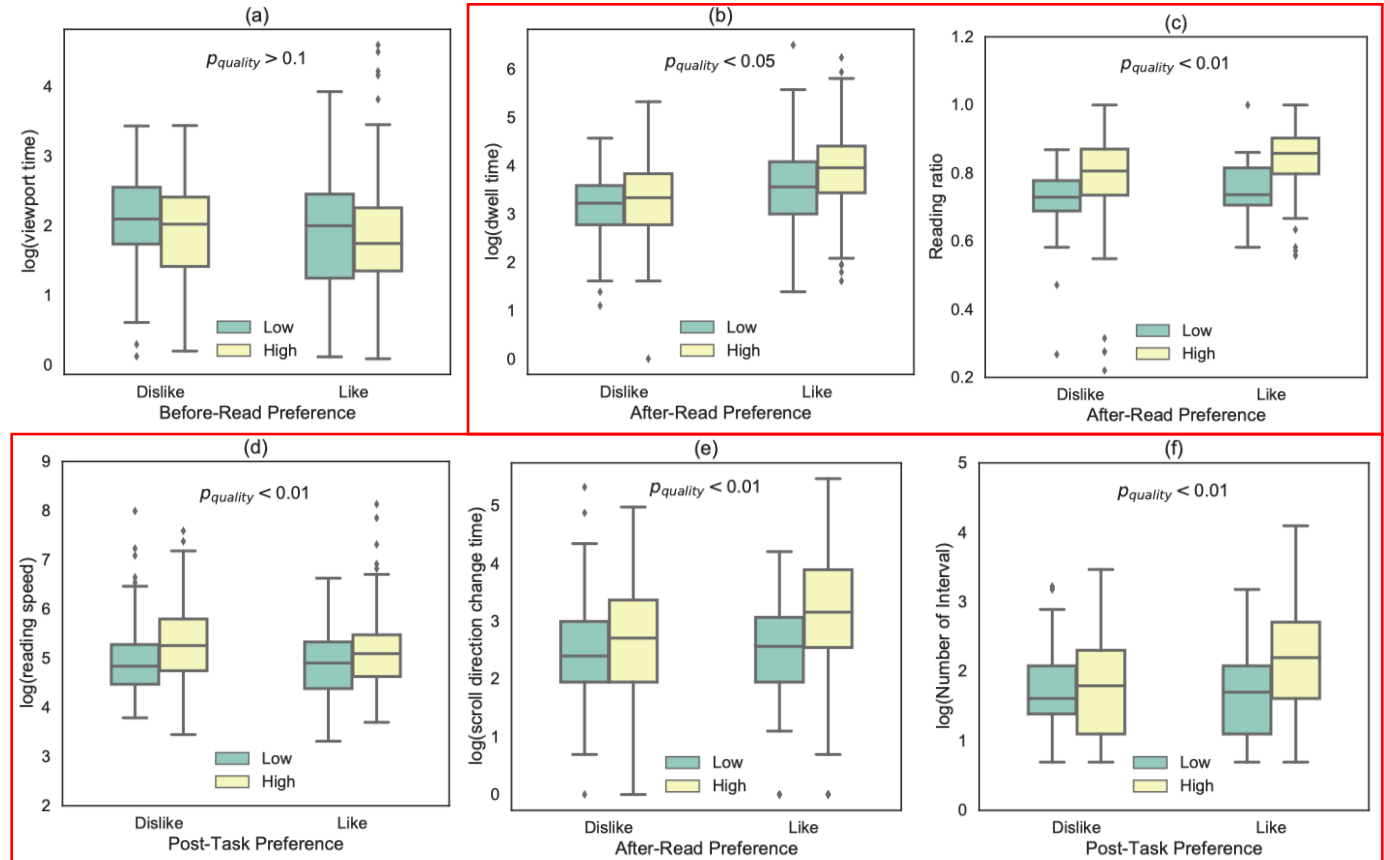 (a)
p_quality > 0.1
log(viewport time)
4
3
2
1
0
Low
High
Dislike
Like
Before-Read Preference
(b)
p_quality < 0.05
log(dwell time)
6
5
4
3
2
1
0
Low
High
Dislike
Like
After-Read Preference
(c)
p_quality < 0.01
Reading ratio
1.2
1.0
0.8
0.6
0.4
0.2
Low
High
Dislike
Like
After-Read Preference
(d)
p_quality < 0.01
log(reading speed)
9
8
7
6
5
4
3
2
Low
High
Dislike
Like
Post-Task Preference
(e)
p_quality < 0.01
log(scroll direction change time)
5
4
3
2
1
0
Low
High
Dislike
Like
After-Read Preference
(f)
p_quality < 0.01
log(Number of Interval)
5
4
3
2
1
0
Low
High
Dislike
Like
Post-Task Preference